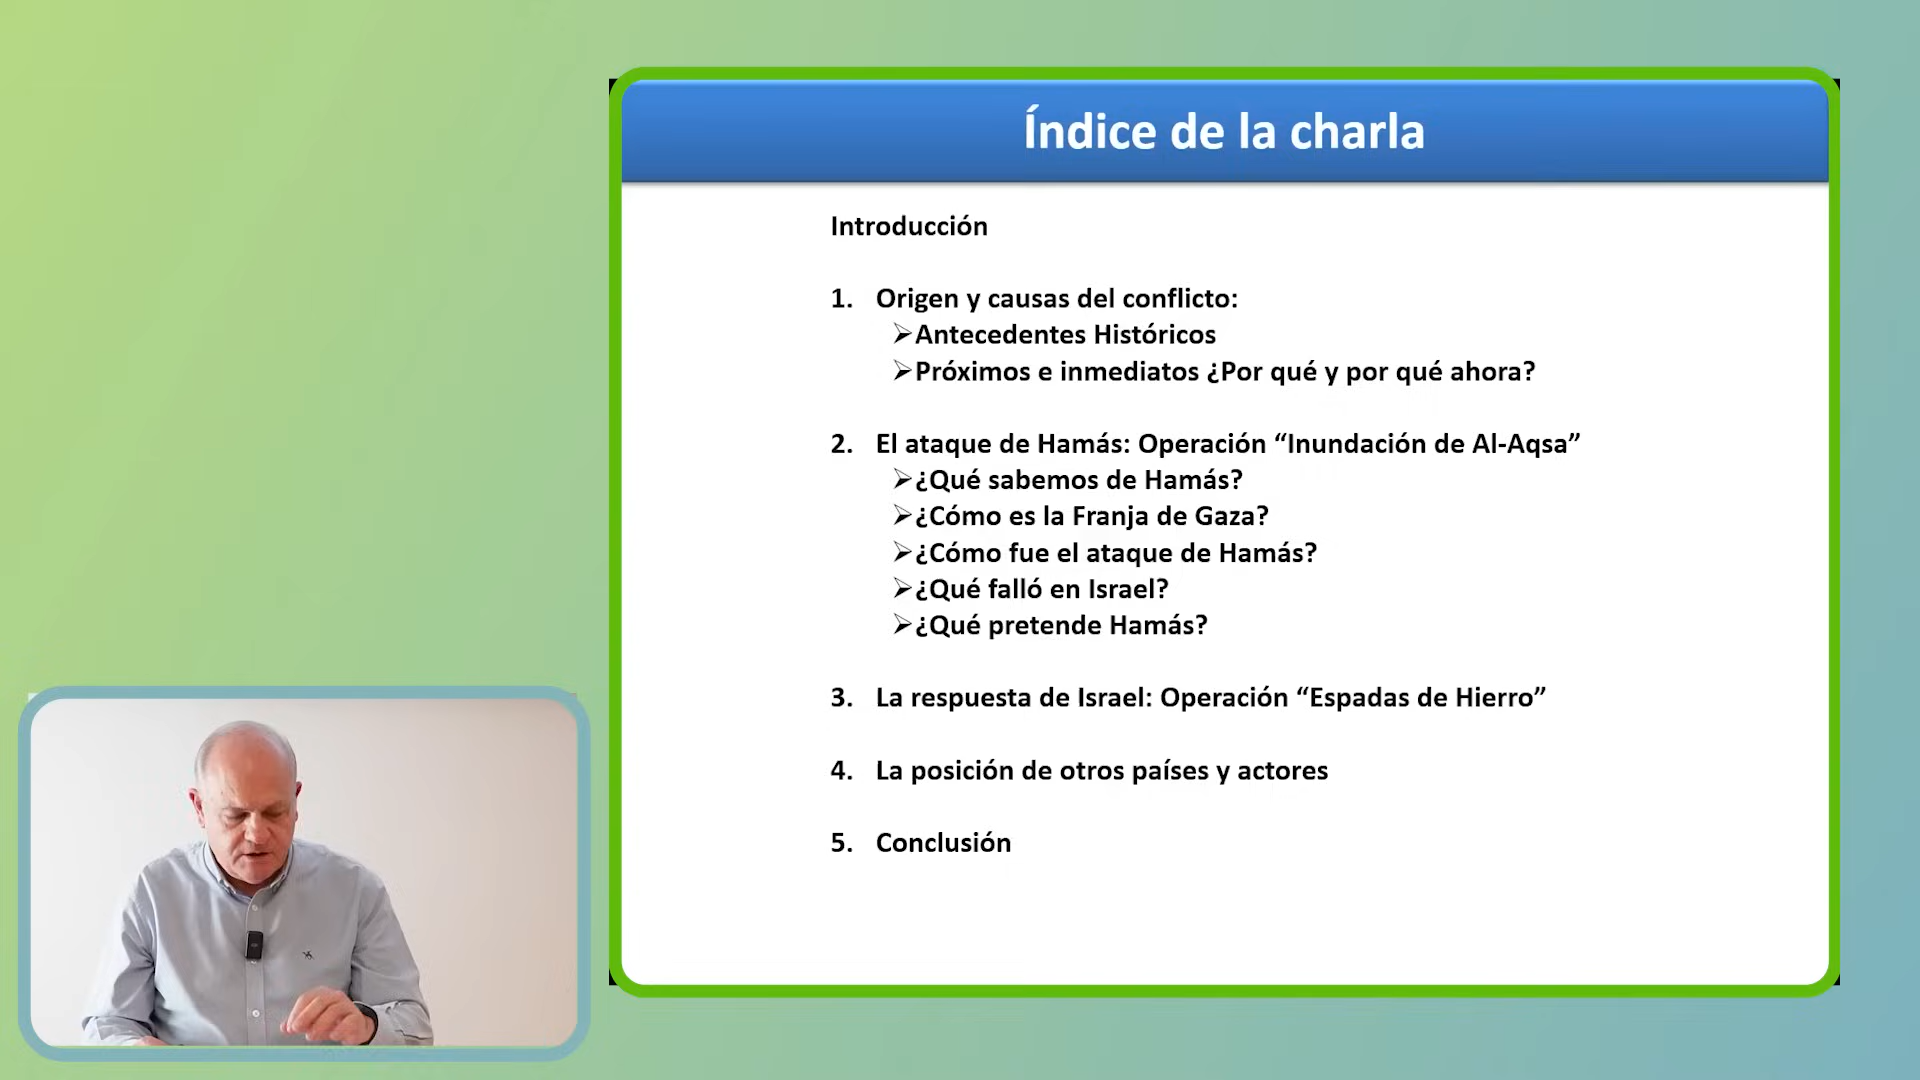 Índice de la charla
Introducción
1. Origen y causas del conflicto:
➢Antecedentes Históricos
➢Próximos e inmediatos ¿Por qué y por qué ahora?
2. El ataque de Hamás: Operación “Inundación de Al-Aqsa”
➢¿Qué sabemos de Hamás?
➢¿Cómo es la Franja de Gaza?
➢¿Cómo fue el ataque de Hamás?
➢¿Qué falló en Israel?
➢¿Qué pretende Hamás?
3. La respuesta de Israel: Operación “Espadas de Hierro”
4. La posición de otros países y actores
5. Conclusión